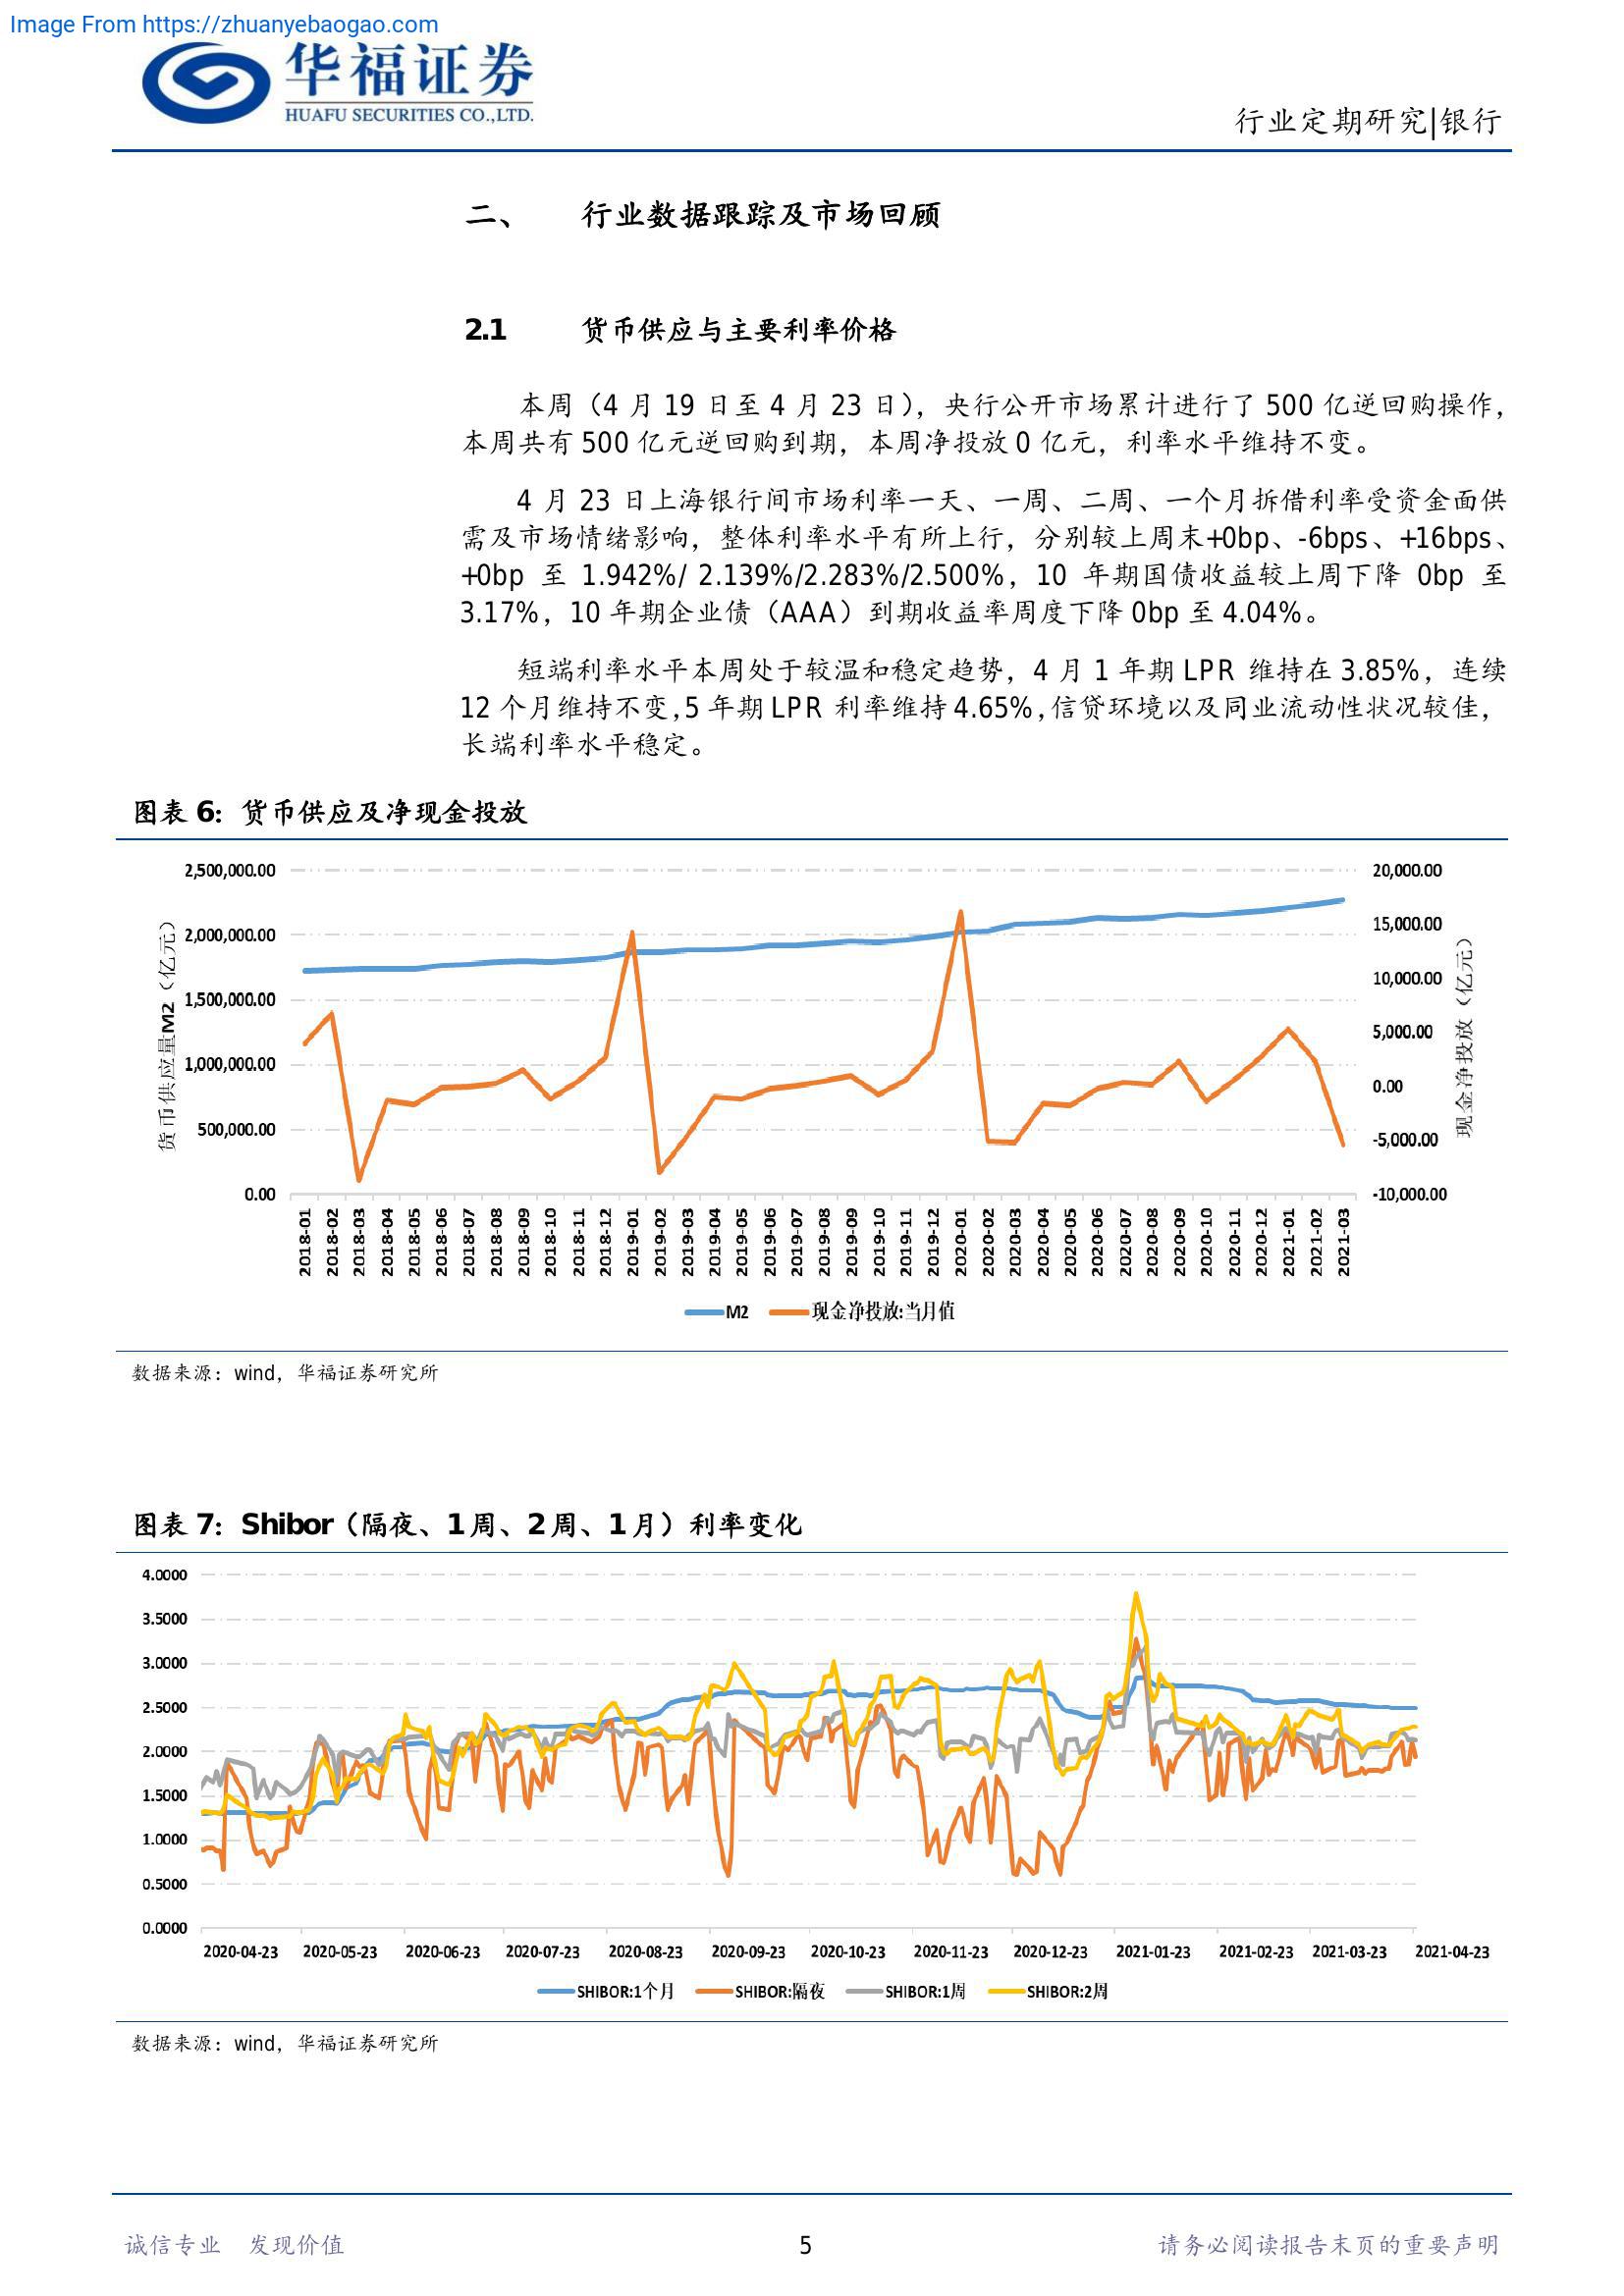 Image From https://zhuanyebaogao.com
华福证券
HUAFU SECURITIES CO.,LTD.
行业定期研究|银行
二、 行业数据跟踪及市场回顾
2.1 货币供应与主要利率价格
本周（4 月 19 日至 4 月 23 日），央行公开市场累计进行了 500 亿逆回购操作，
本周共有 500 亿元逆回购到期，本周净投放 0 亿元，利率水平维持不变。
4 月 23 日上海银行间市场利率一天、一周、二周、一个月拆借利率受资金面供
需及市场情绪影响，整体利率水平有所上行，分别较上周末+0bp、-6bps、+16bps、
+0bp 至 1.942%/ 2.139%/2.283%/2.500%，10 年期国债收益较上周下降 0bp 至
3.17%，10 年期企业债（AAA）到期收益率周度下降 0bp 至 4.04%。
短端利率水平本周处于较温和稳定趋势，4 月 1 年期 LPR 维持在 3.85%，连续
12 个月维持不变,5 年期 LPR 利率维持 4.65%,信贷环境以及同业流动性状况较佳，
长端利率水平稳定。
图表 6：货币供应及净现金投放
2,500,000.00
2,000,000.00
1,500,000.00
1,000,000.00
500,000.00
0.00
货币供应量M2（亿元）
20,000.00
15,000.00
10,000.00
5,000.00
0.00
-5,000.00
-10,000.00
现金净投放（亿元）
2018-01
2018-02
2018-03
2018-04
2018-05
2018-06
2018-07
2018-08
2018-09
2018-10
2018-11
2018-12
2019-01
2019-02
2019-03
2019-04
2019-05
2019-06
2019-07
2019-08
2019-09
2019-10
2019-11
2019-12
2020-01
2020-02
2020-03
2020-04
2020-05
2020-06
2020-07
2020-08
2020-09
2020-10
2020-11
2020-12
2021-01
2021-02
2021-03
M2 现金净投放:当月值
数据来源：wind，华福证券研究所
图表 7：Shibor（隔夜、1 周、2 周、1 月）利率变化
4.0000
3.5000
3.0000
2.5000
2.0000
1.5000
1.0000
0.5000
0.0000
2020-04-23 2020-05-23 2020-06-23 2020-07-23 2020-08-23 2020-09-23 2020-10-23 2020-11-23 2020-12-23 2021-01-23 2021-02-23 2021-03-23 2021-04-23
SHIBOR:1个月 SHIBOR:隔夜 SHIBOR:1周 SHIBOR:2周
数据来源：wind，华福证券研究所
诚信专业 发现价值 5 请务必阅读报告末页的重要声明